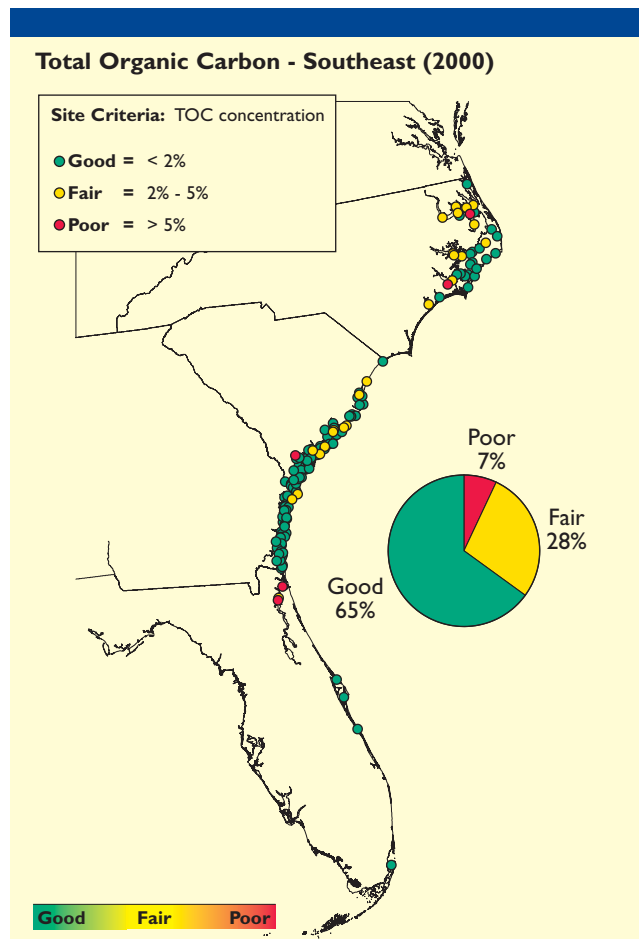 Total Organic Carbon - Southeast (2000)
Site Criteria: TOC concentration
Good = < 2%
Fair = 2% - 5%
Poor = > 5%
Poor
7%
Fair
28%
Good
65%
Good Fair Poor